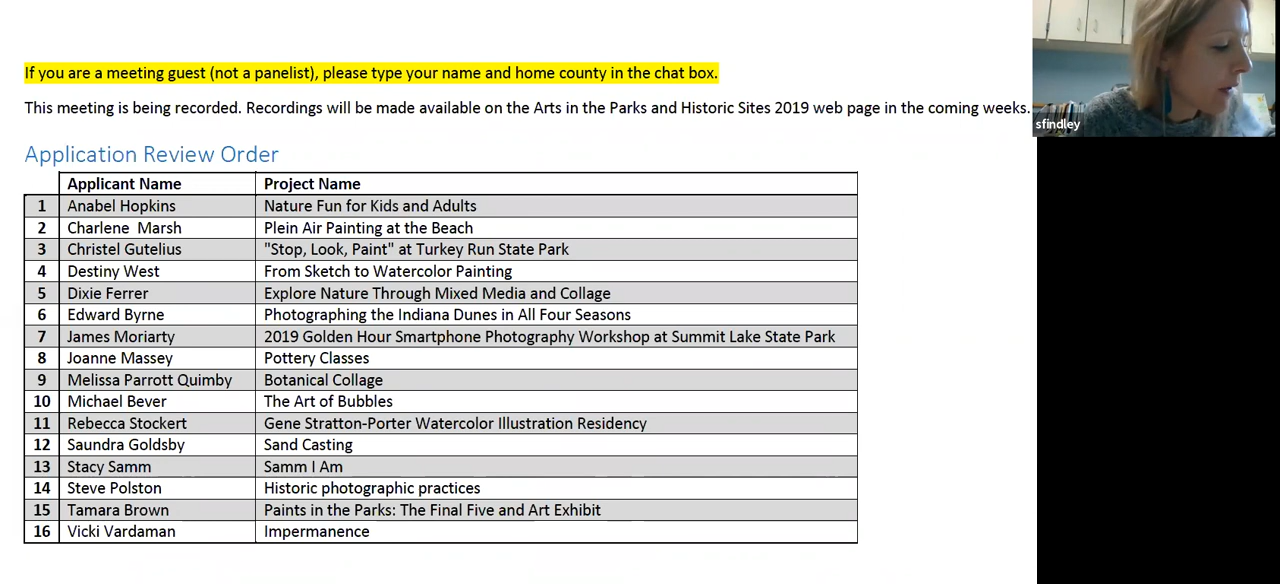 If you are a meeting guest (not a panelist), please type your name and home county in the chat box.
This meeting is being recorded. Recordings will be made available on the Arts in the Parks and Historic Sites 2019 web page in the coming weeks.
sfindley
Application Review Order
Applicant Name Project Name
1 Anabel Hopkins Nature Fun for Kids and Adults
2 Charlene Marsh Plein Air Painting at the Beach
3 Christel Gutelius "Stop, Look, Paint" at Turkey Run State Park
4 Destiny West From Sketch to Watercolor Painting
5 Dixie Ferrer Explore Nature Through Mixed Media and Collage
6 Edward Byrne Photographing the Indiana Dunes in All Four Seasons
7 James Moriarty 2019 Golden Hour Smartphone Photography Workshop at Summit Lake State Park
8 Joanne Massey Pottery Classes
9 Melissa Parrott Quimby Botanical Collage
10 Michael Bever The Art of Bubbles
11 Rebecca Stockert Gene Stratton-Porter Watercolor Illustration Residency
12 Saundra Goldsby Sand Casting
13 Stacy Samm Samm I Am
14 Steve Polston Historic photographic practices
15 Tamara Brown Paints in the Parks: The Final Five and Art Exhibit
16 Vicki Vardaman Impermanence